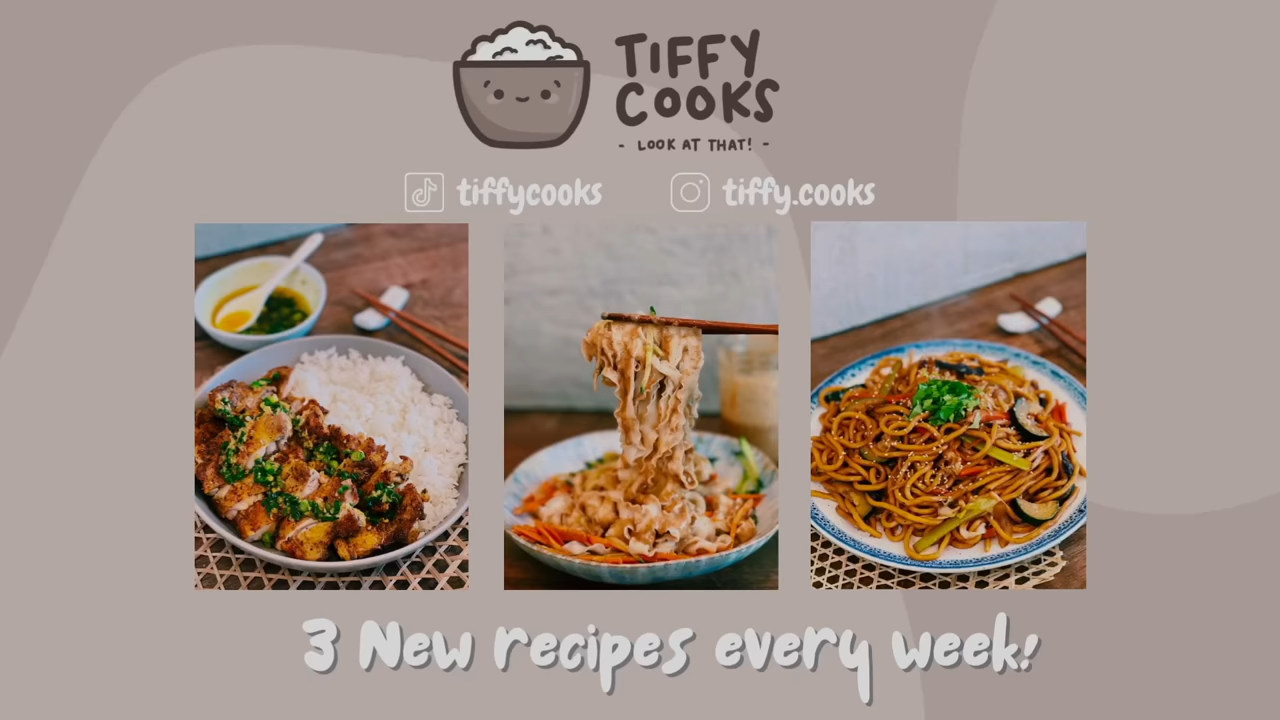 TIFFY
COOKS
- LOOK AT THAT! -
tiffycooks tiffy.cooks
3 New recipes every week!